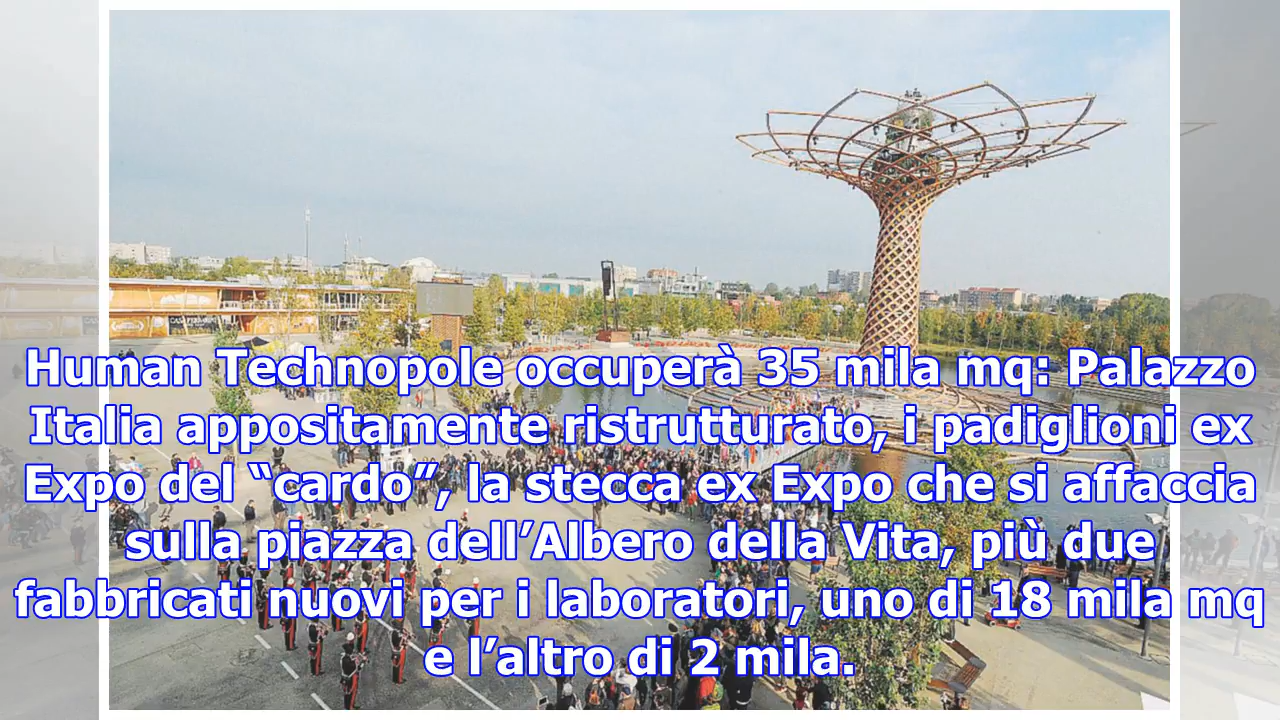 Human Technopole occuperà 35 mila mq: Palazzo
Italia appositamente ristrutturato, i padiglioni ex
Expo del “cardo”, la stecca ex Expo che si affaccia
sulla piazza dell’Albero della Vita, più due
fabbricati nuovi per i laboratori, uno di 18 mila mq
e l’altro di 2 mila.